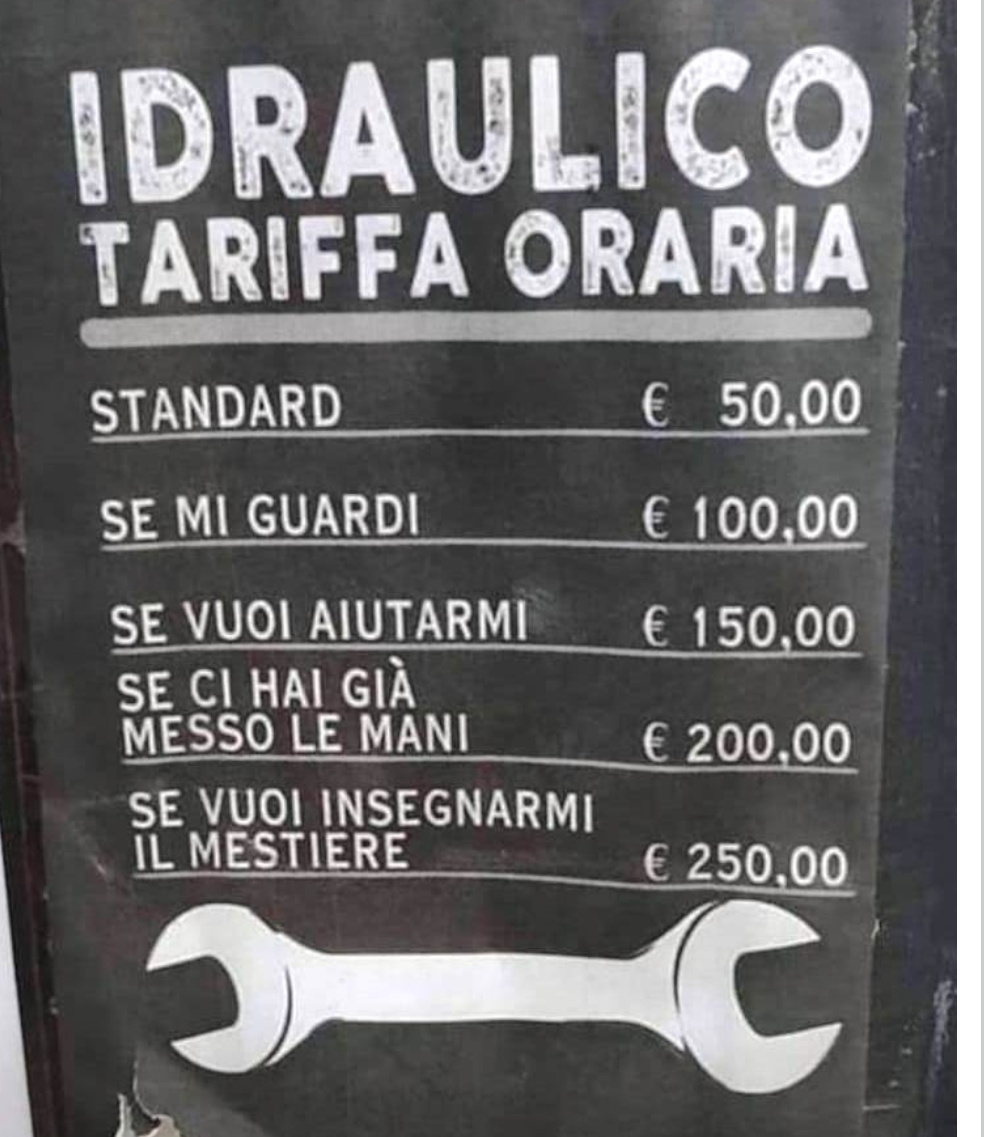 IDRAULICO
TARIFFA ORARIA
STANDARD € 50,00
SE MI GUARDI € 100,00
SE VUOI AIUTARMI € 150,00
SE CI HAI GIÀ
MESSO LE MANI € 200,00
SE VUOI INSEGNARMI
IL MESTIERE € 250,00